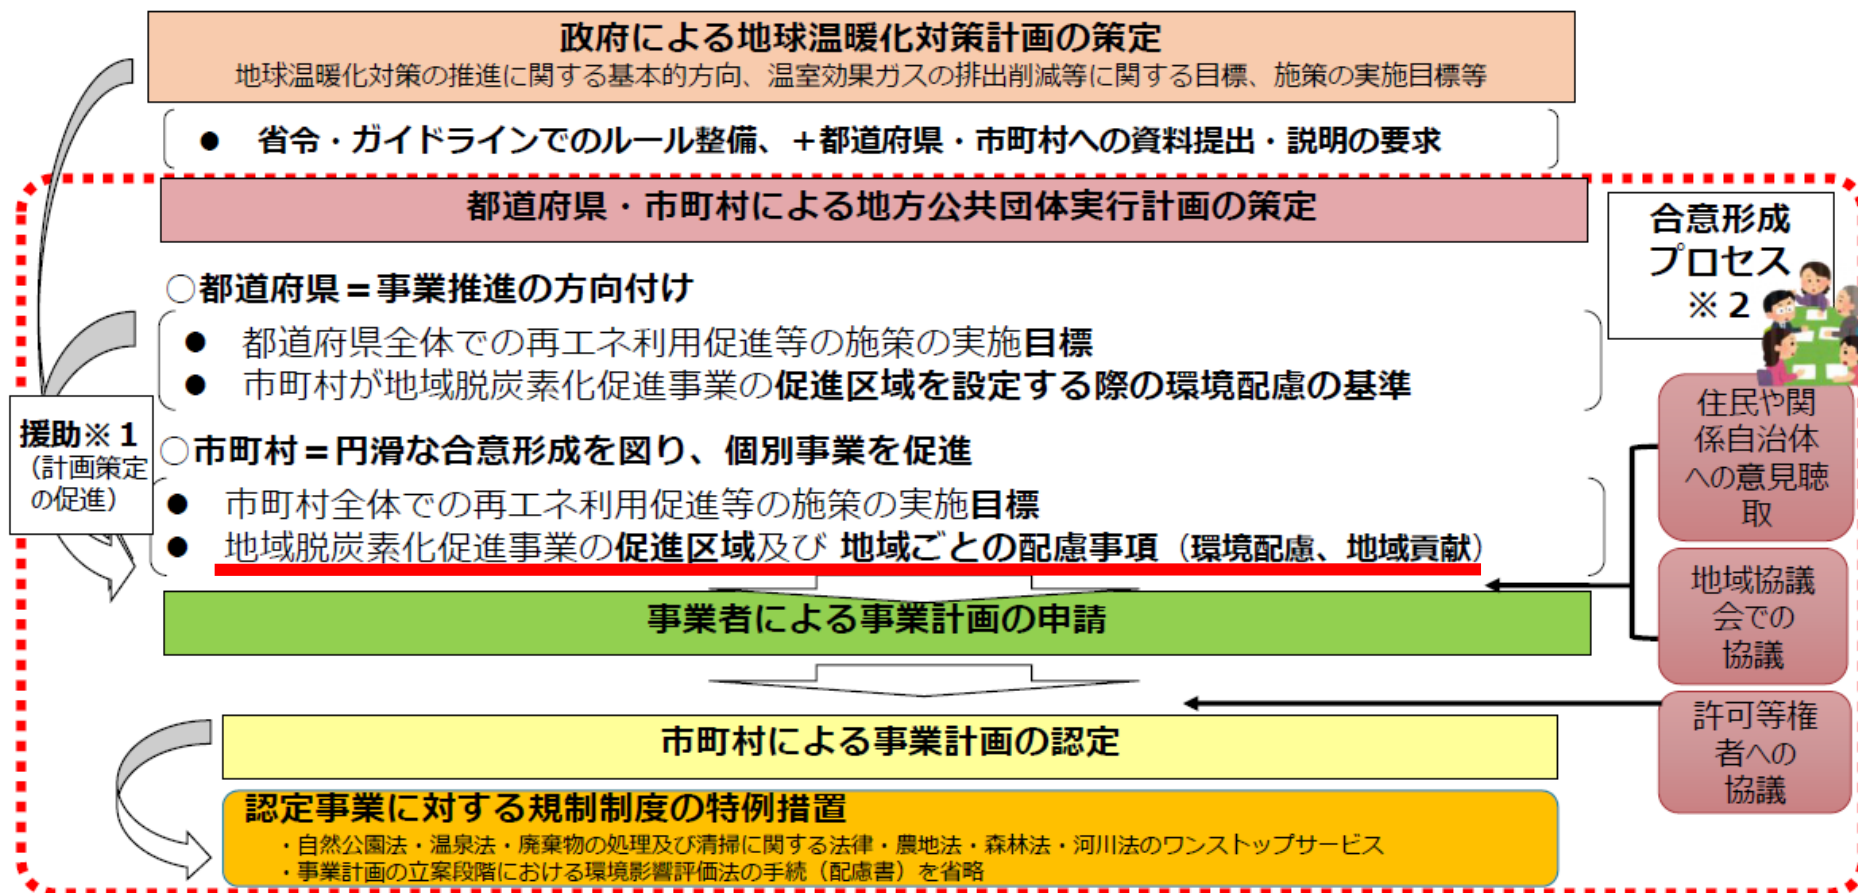 政府による地球温暖化対策計画の策定
地球温暖化対策の推進に関する基本的方向、温室効果ガスの排出削減等に関する目標、施策の実施目標等
● 省令・ガイドラインでのルール整備、＋都道府県・市町村への資料提出・説明の要求
都道府県・市町村による地方公共団体実行計画の策定
○都道府県＝事業推進の方向付け
● 都道府県全体での再エネ利用促進等の施策の実施目標
● 市町村が地域脱炭素化促進事業の促進区域を設定する際の環境配慮の基準
○市町村＝円滑な合意形成を図り、個別事業を促進
● 市町村全体での再エネ利用促進等の施策の実施目標
● 地域脱炭素化促進事業の促進区域及び 地域ごとの配慮事項（環境配慮、地域貢献）
援助※１
（計画策定
の促進）
合意形成
プロセス
※２
住民や関
係自治体
への意見聴
取
地域協議
会での
協議
許可等権
者への
協議
事業者による事業計画の申請
市町村による事業計画の認定
認定事業に対する規制制度の特例措置
・自然公園法・温泉法・廃棄物の処理及び清掃に関する法律・農地法・森林法・河川法のワンストップサービス
・事業計画の立案段階における環境影響評価法の手続（配慮書）を省略